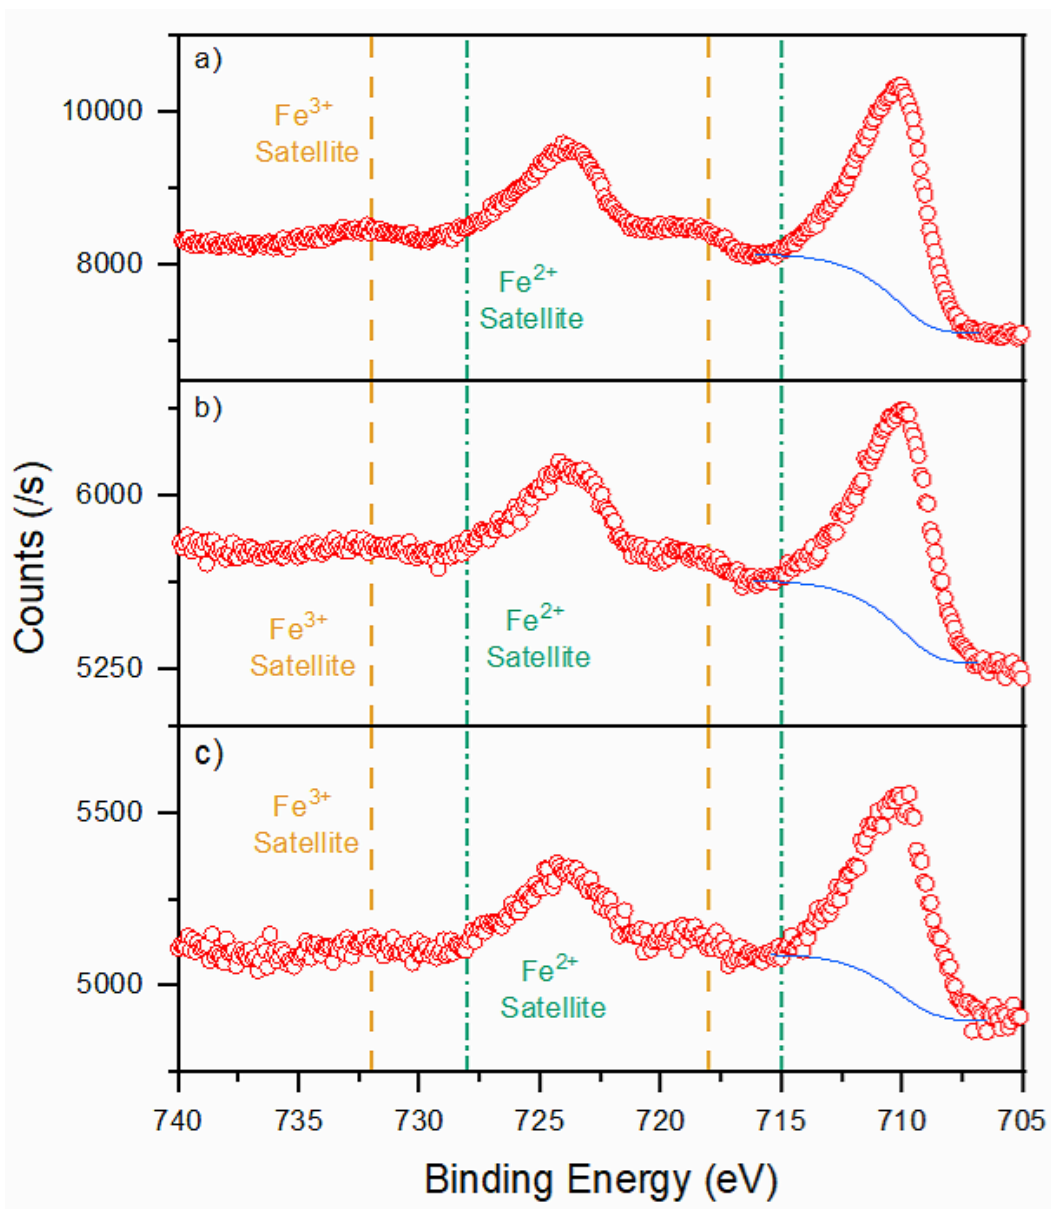 a)
10000
Fe3+
Satellite
8000
Fe2+
Satellite
b)
6000
Fe3+
Satellite
Fe2+
Satellite
5250
c)
5500
Fe3+
Satellite
5000
Fe2+
Satellite
Counts (/s)
740 735 730 725 720 715 710 705
Binding Energy (eV)